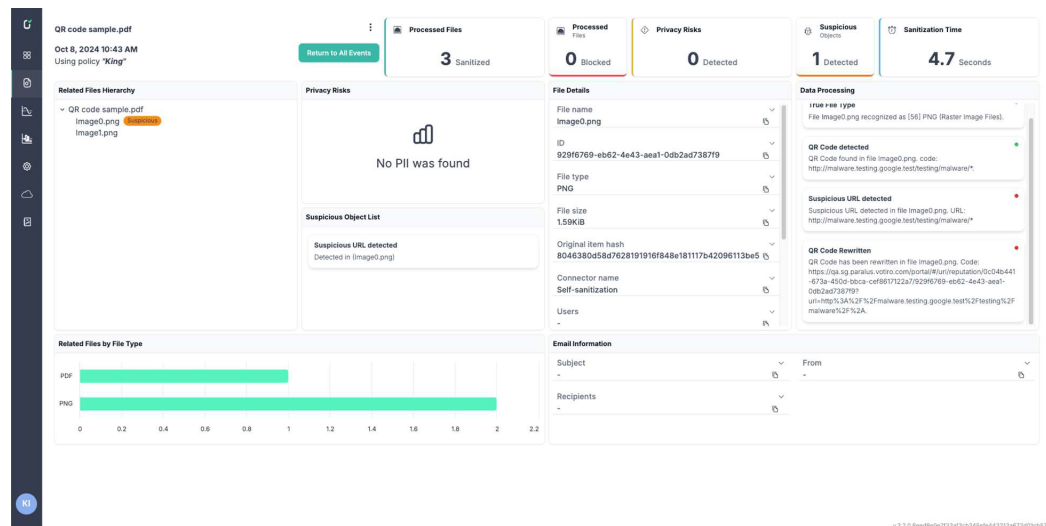 QR code sample.pdf
Oct 8, 2024 10:43 AM
Using policy "King"
Return to All Events
Processed Files
3 Sanitized
Processed
Files
0 Blocked
Privacy Risks
0 Detected
Suspicious
Objects
1 Detected
Sanitization Time
4.7 Seconds
Related Files Hierarchy
QR code sample.pdf
Image0.png Suspicious
Image1.png
Privacy Risks
No PII was found
Suspicious Object List
Suspicious URL detected
Detected in (Image0.png)
File Details
File name
Image0.png
ID
929f6769-eb62-4e43-aea1-0db2ad7387f9
File type
PNG
File size
1.59KiB
Original item hash
8046380d58d7628191916f848e181117b42096113be5
Connector name
Self-sanitization
Users
-
Data Processing
True File Type
File Image0.png recognized as [56] PNG (Raster Image Files).
QR Code detected
QR Code found in file Image0.png. code:
http://malware.testing.google.test/testing/malware/*.
Suspicious URL detected
Suspicious URL detected in file Image0.png. URL:
http://malware.testing.google.test/testing/malware/*
QR Code Rewritten
QR Code has been rewritten in file Image0.png. Code:
https://qa.sg.paralus.votiro.com/portal/#/url/reputation/0c04b441
-673a-450d-bbca-cef8617122a7/929f6769-eb62-4e43-aea1-
0db2ad7387f9?
url=http%3A%2F%2Fmalware.testing.google.test%2Ftesting%2F
malware%2F%2A.
Related Files by File Type
PDF
PNG
0 0.2 0.4 0.6 0.8 1 1.2 1.4 1.6 1.8 2 2.2
Email Information
Subject
-
From
-
Recipients
-
KI